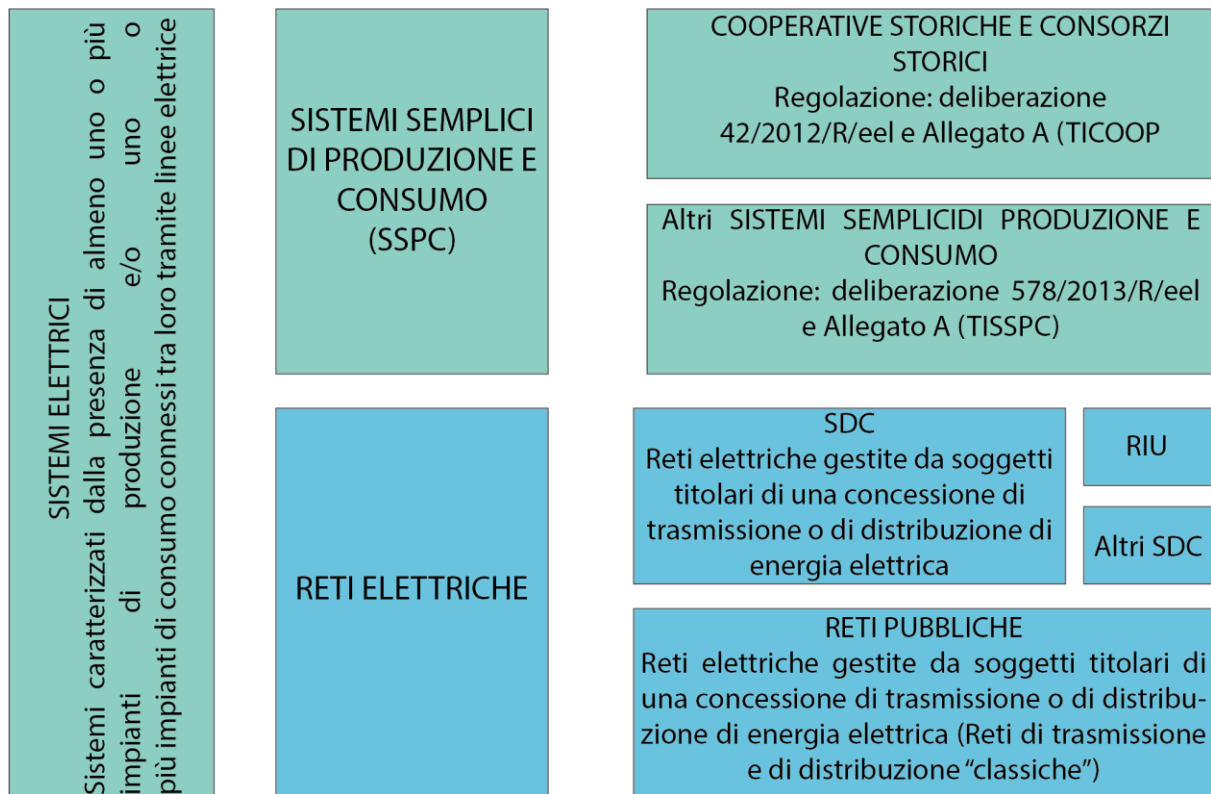 SISTEMI ELETTRICI
Sistemi caratterizzati dalla presenza di almeno uno o più
impianti di produzione e/o uno o
più impianti di consumo connessi tra loro tramite linee elettrice
SISTEMI SEMPLICI
DI PRODUZIONE E
CONSUMO
(SSPC)
COOPERATIVE STORICHE E CONSORZI
STORICI
Regolazione: deliberazione
42/2012/R/eel e Allegato A (TICOOP
Altri SISTEMI SEMPLICIDI PRODUZIONE E
CONSUMO
Regolazione: deliberazione 578/2013/R/eel
e Allegato A (TISSPC)
RETI ELETTRICHE
SDC
Reti elettriche gestite da soggetti
titolari di una concessione di
trasmissione o di distribuzione di
energia elettrica
RIU
Altri SDC
RETI PUBBLICHE
Reti elettriche gestite da soggetti titolari di
una concessione di trasmissione o di distribu-
zione di energia elettrica (Reti di trasmissione
e di distribuzione “classiche”)